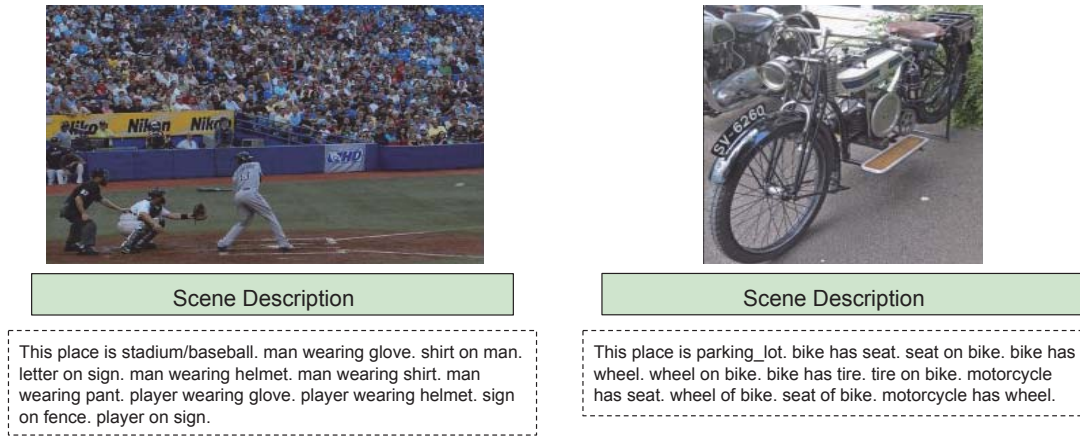 Nikon Nikon
WHD
SV-6260
Scene Description
This place is stadium/baseball. man wearing glove. shirt on man.
letter on sign. man wearing helmet. man wearing shirt. man
wearing pant. player wearing glove. player wearing helmet. sign
on fence. player on sign.
Scene Description
This place is parking_lot. bike has seat. seat on bike. bike has
wheel. wheel on bike. bike has tire. tire on bike. motorcycle
has seat. wheel of bike. seat of bike. motorcycle has wheel.